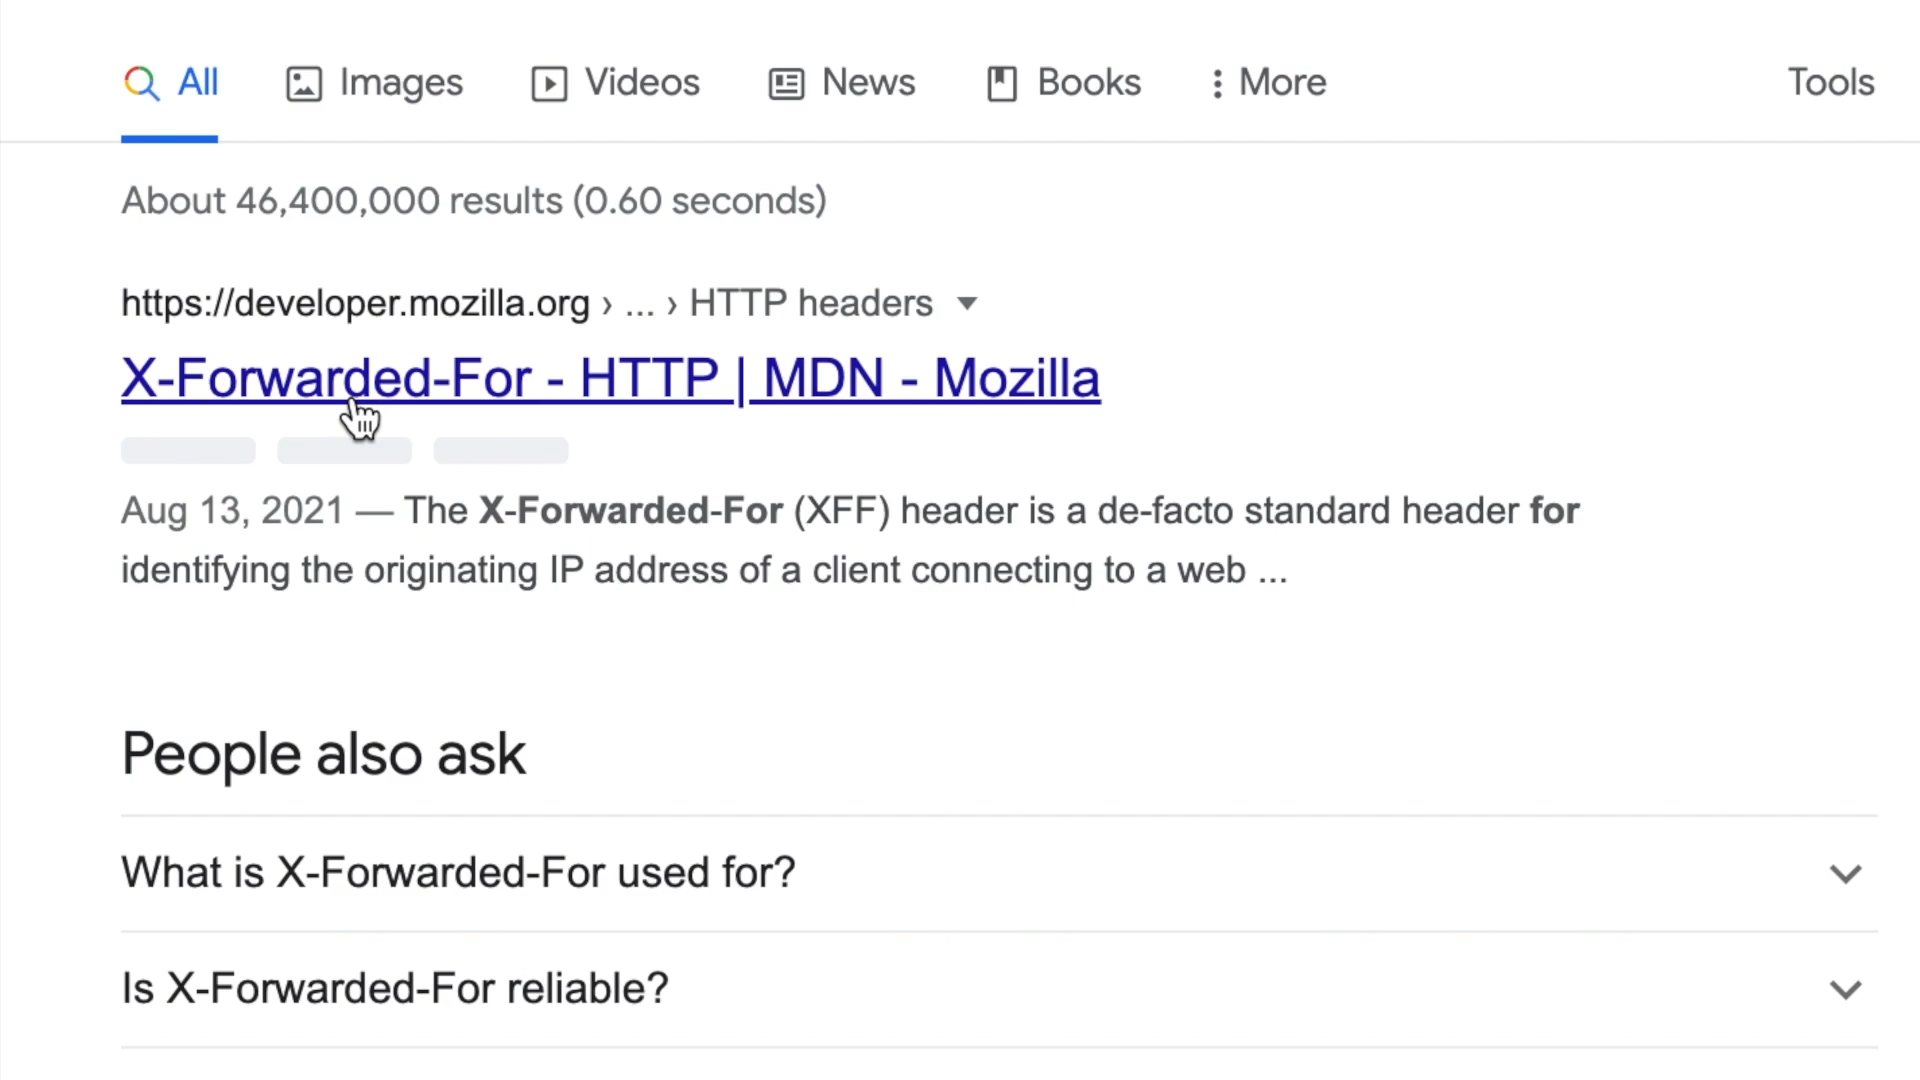 All Images Videos News Books More Tools
About 46,400,000 results (0.60 seconds)
https://developer.mozilla.org › ... › HTTP headers
X-Forwarded-For - HTTP | MDN - Mozilla
Aug 13, 2021 — The X-Forwarded-For (XFF) header is a de-facto standard header for
identifying the originating IP address of a client connecting to a web ...
People also ask
What is X-Forwarded-For used for?
Is X-Forwarded-For reliable?